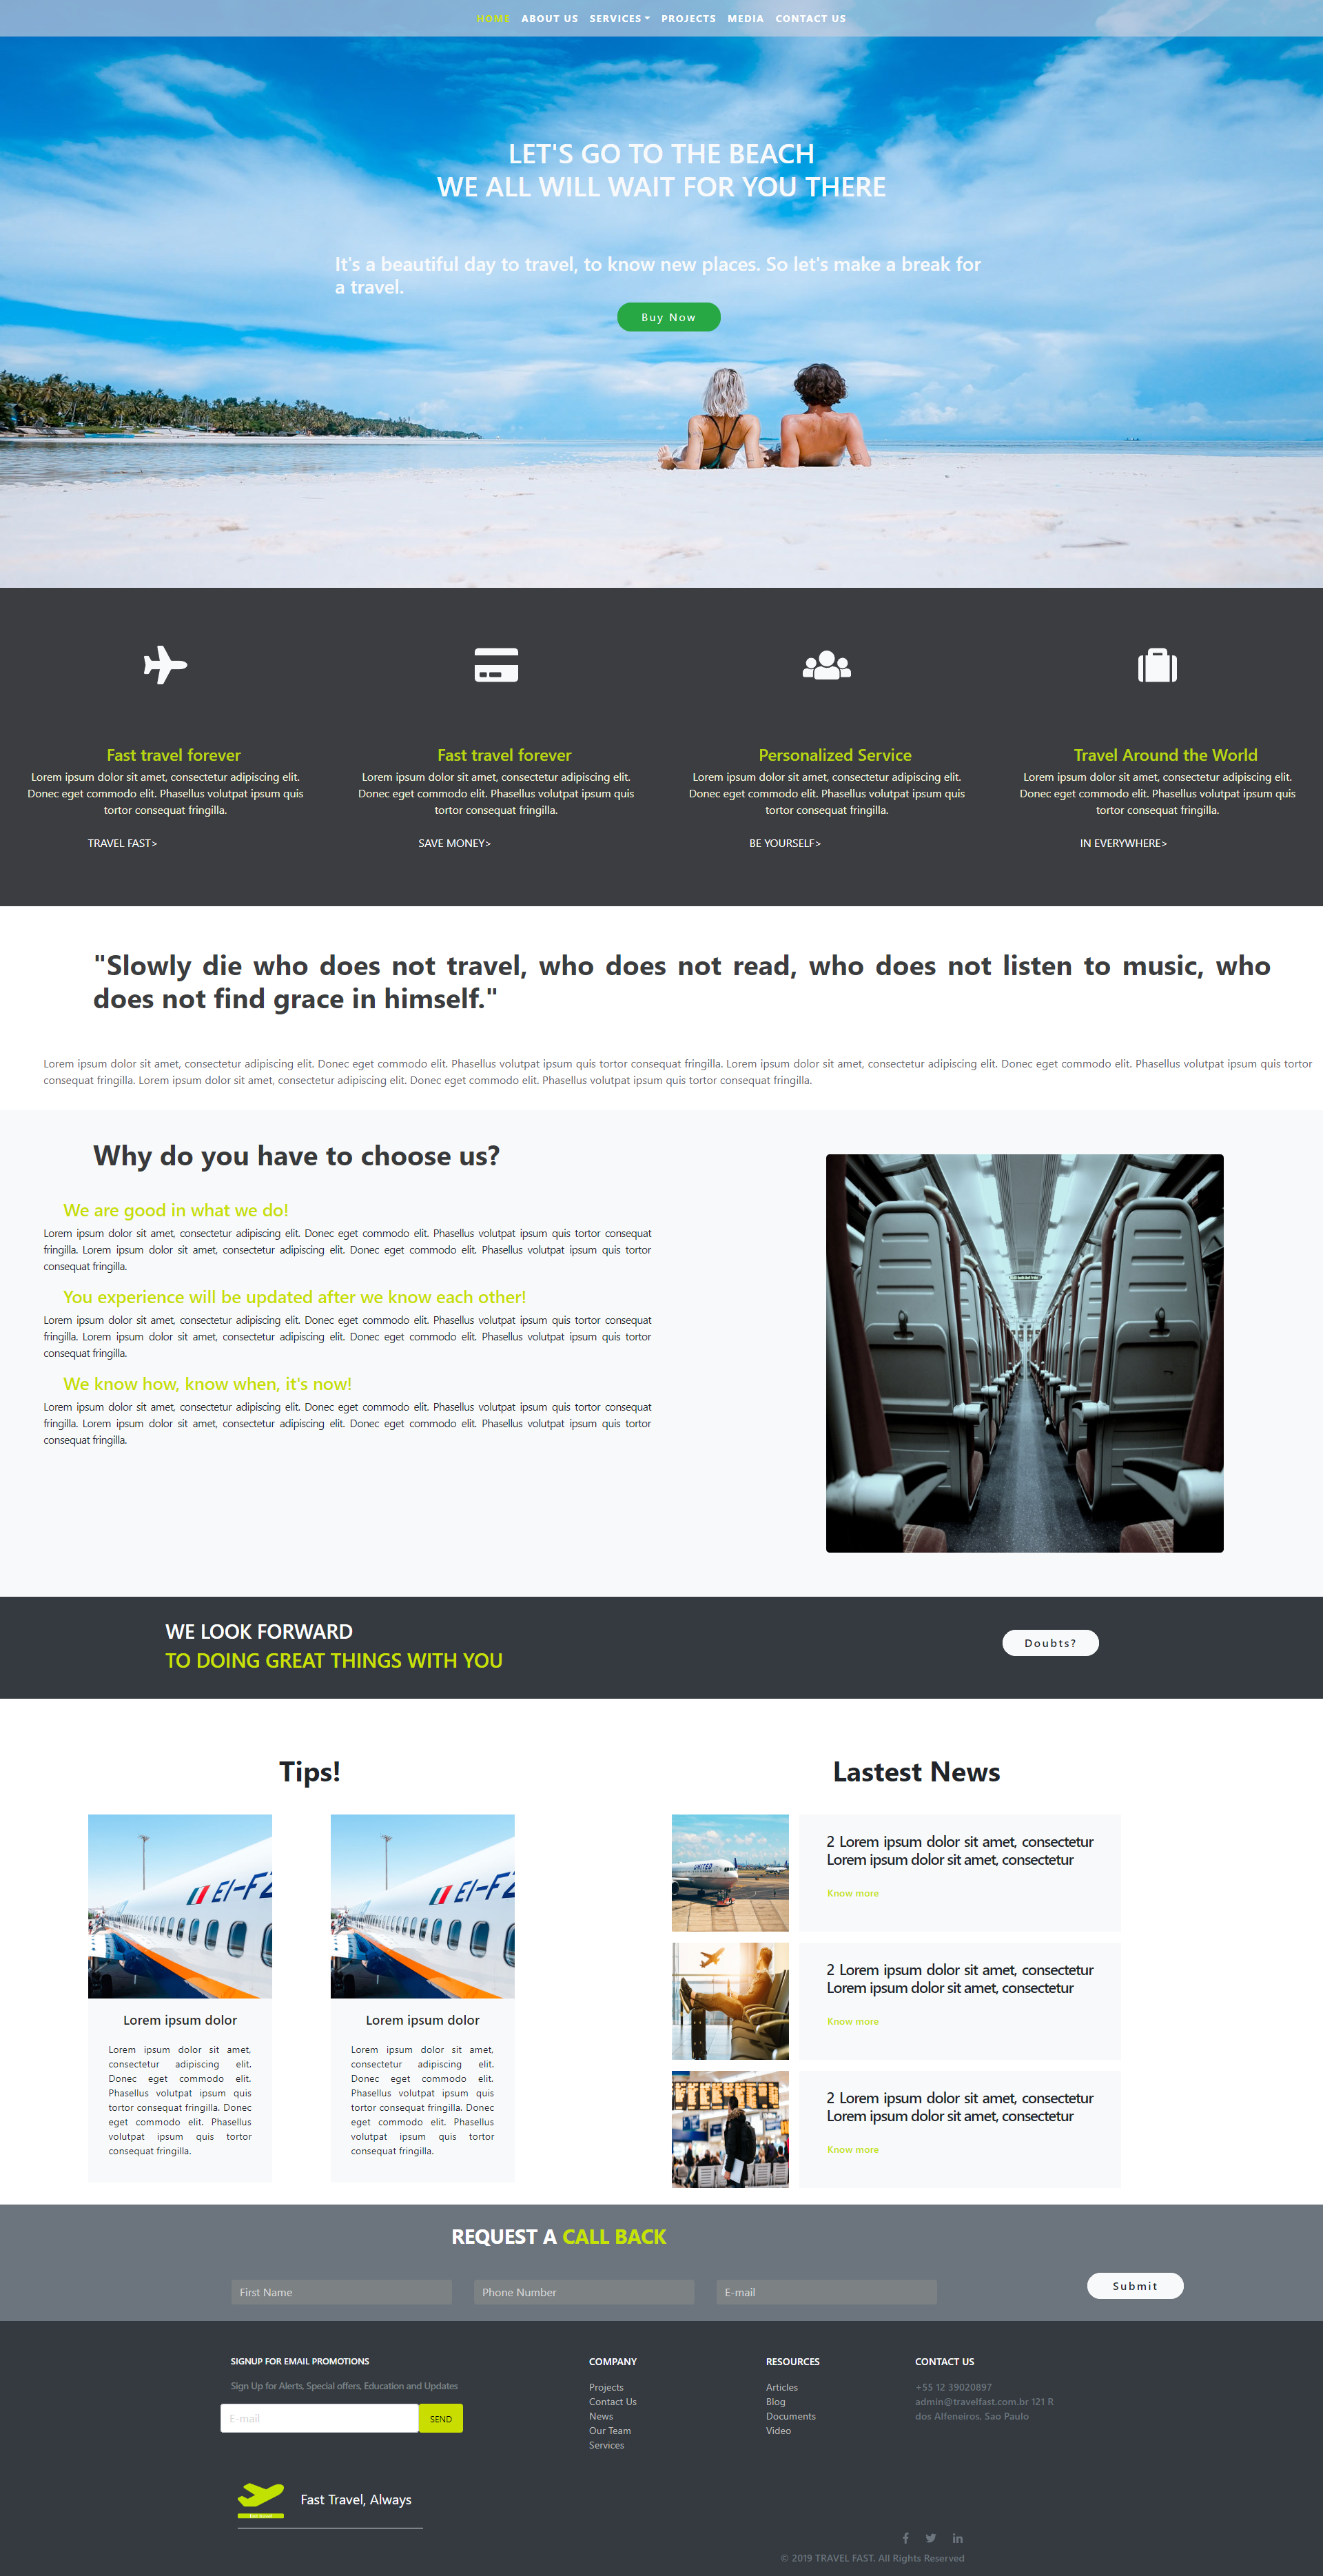 HOME ABOUT US SERVICES PROJECTS MEDIA CONTACT US
LET'S GO TO THE BEACH
WE ALL WILL WAIT FOR YOU THERE
It's a beautiful day to travel, to know new places. So let's make a break for
a travel.
Buy Now
Fast travel forever
Lorem ipsum dolor sit amet, consectetur adipiscing elit.
Donec eget commodo elit. Phasellus volutpat ipsum quis
tortor consequat fringilla.
TRAVEL FAST>
Fast travel forever
Lorem ipsum dolor sit amet, consectetur adipiscing elit.
Donec eget commodo elit. Phasellus volutpat ipsum quis
tortor consequat fringilla.
SAVE MONEY>
Personalized Service
Lorem ipsum dolor sit amet, consectetur adipiscing elit.
Donec eget commodo elit. Phasellus volutpat ipsum quis
tortor consequat fringilla.
BE YOURSELF>
Travel Around the World
Lorem ipsum dolor sit amet, consectetur adipiscing elit.
Donec eget commodo elit. Phasellus volutpat ipsum quis
tortor consequat fringilla.
IN EVERYWHERE>
"Slowly die who does not travel, who does not read, who does not listen to music, who
does not find grace in himself."
Lorem ipsum dolor sit amet, consectetur adipiscing elit. Donec eget commodo elit. Phasellus volutpat ipsum quis tortor consequat fringilla. Lorem ipsum dolor sit amet, consectetur adipiscing elit. Donec eget commodo elit. Phasellus volutpat ipsum quis tortor
consequat fringilla. Lorem ipsum dolor sit amet, consectetur adipiscing elit. Donec eget commodo elit. Phasellus volutpat ipsum quis tortor consequat fringilla.
Why do you have to choose us?
We are good in what we do!
Lorem ipsum dolor sit amet, consectetur adipiscing elit. Donec eget commodo elit. Phasellus volutpat ipsum quis tortor consequat
fringilla. Lorem ipsum dolor sit amet, consectetur adipiscing elit. Donec eget commodo elit. Phasellus volutpat ipsum quis tortor
consequat fringilla.
You experience will be updated after we know each other!
Lorem ipsum dolor sit amet, consectetur adipiscing elit. Donec eget commodo elit. Phasellus volutpat ipsum quis tortor consequat
fringilla. Lorem ipsum dolor sit amet, consectetur adipiscing elit. Donec eget commodo elit. Phasellus volutpat ipsum quis tortor
consequat fringilla.
We know how, know when, it's now!
Lorem ipsum dolor sit amet, consectetur adipiscing elit. Donec eget commodo elit. Phasellus volutpat ipsum quis tortor consequat
fringilla. Lorem ipsum dolor sit amet, consectetur adipiscing elit. Donec eget commodo elit. Phasellus volutpat ipsum quis tortor
consequat fringilla.
WE LOOK FORWARD
TO DOING GREAT THINGS WITH YOU
Doubts?
Tips!
EI-FZ
Lorem ipsum dolor
Lorem ipsum dolor sit amet,
consectetur adipiscing elit.
Donec eget commodo elit.
Phasellus volutpat ipsum quis
tortor consequat fringilla. Donec
eget commodo elit. Phasellus
volutpat ipsum quis tortor
consequat fringilla.
EI-FZ
Lorem ipsum dolor
Lorem ipsum dolor sit amet,
consectetur adipiscing elit.
Donec eget commodo elit.
Phasellus volutpat ipsum quis
tortor consequat fringilla. Donec
eget commodo elit. Phasellus
volutpat ipsum quis tortor
consequat fringilla.
Lastest News
UNITED
2 Lorem ipsum dolor sit amet, consectetur
Lorem ipsum dolor sit amet, consectetur
Know more
2 Lorem ipsum dolor sit amet, consectetur
Lorem ipsum dolor sit amet, consectetur
Know more
2 Lorem ipsum dolor sit amet, consectetur
Lorem ipsum dolor sit amet, consectetur
Know more
REQUEST A CALL BACK
First Name
Phone Number
E-mail
Submit
SIGNUP FOR EMAIL PROMOTIONS
Sign Up for Alerts, Special offers, Education and Updates
E-mail
SEND
COMPANY
Projects
Contact Us
News
Our Team
Services
RESOURCES
Articles
Blog
Documents
Video
CONTACT US
+55 12 39020897
admin@travelfast.com.br 121 R
dos Alfeneiros, Sao Paulo
Fast Travel, Always
© 2019 TRAVEL FAST. All Rights Reserved